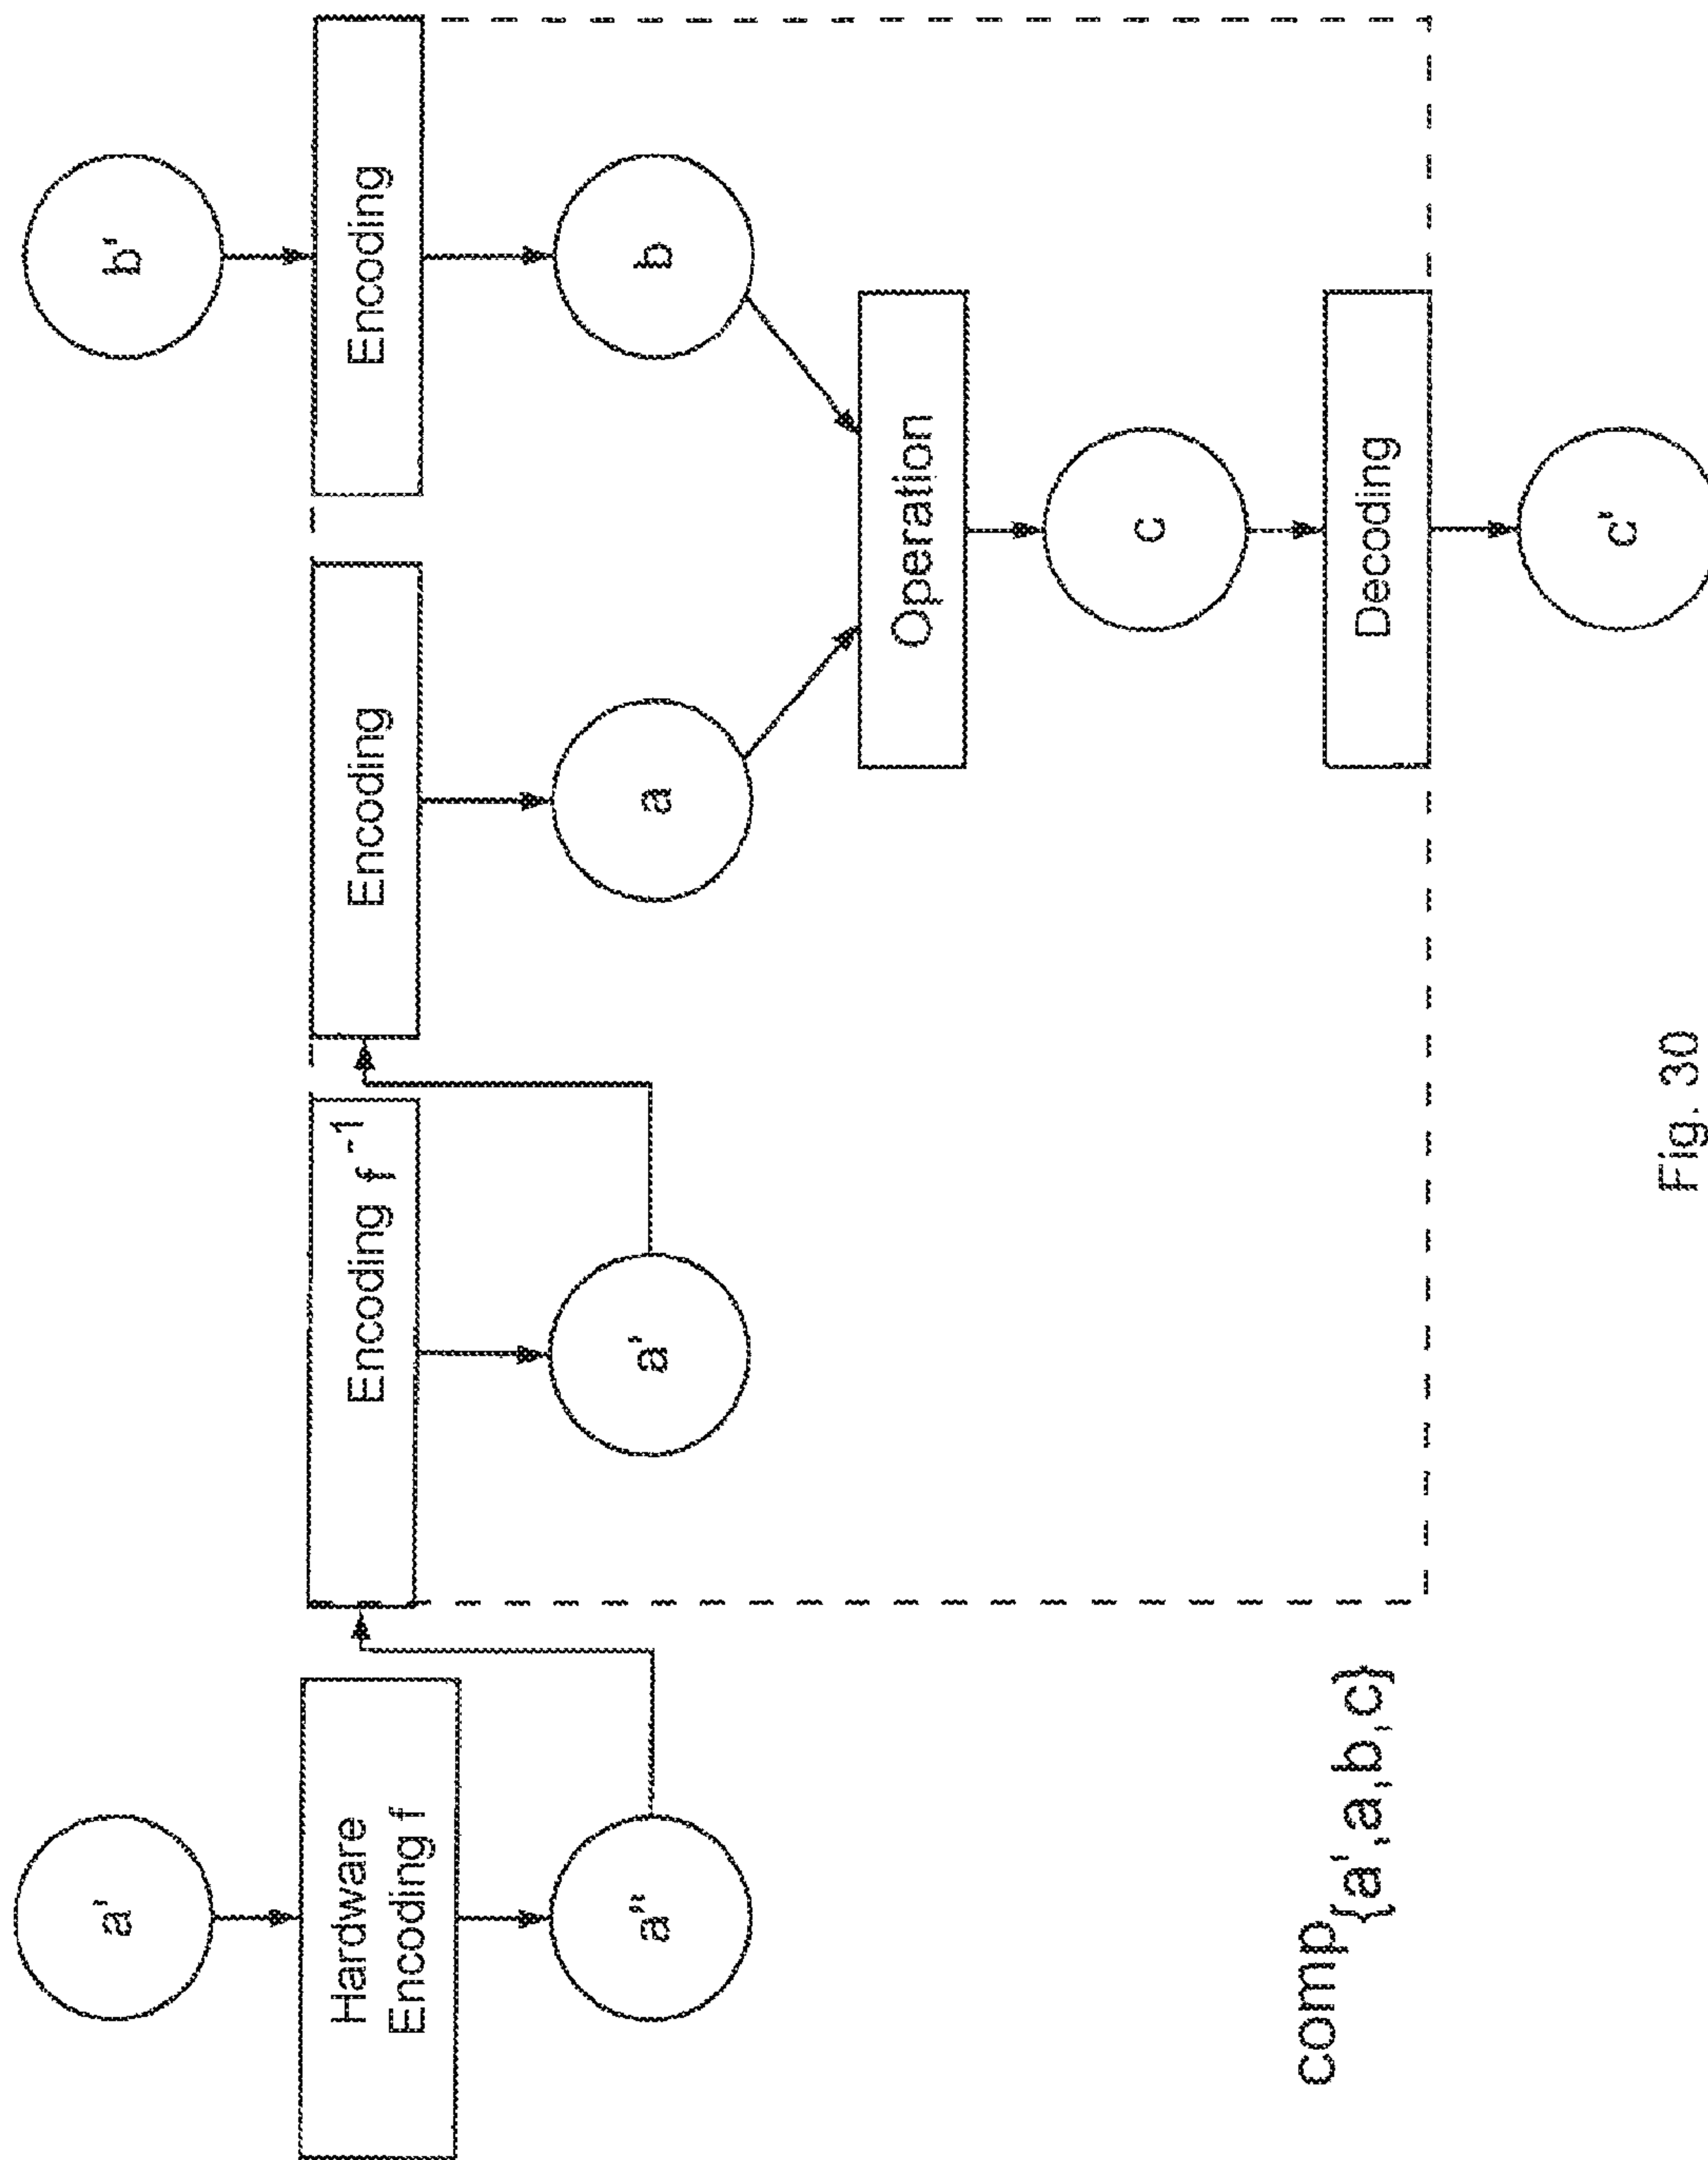 a'
b'
Hardware
Encoding f
Encoding f⁻¹
Encoding
Encoding
a''
a'
a
b
Operation
c
comp{a',a,b,c}
Decoding
c'
Fig. 30